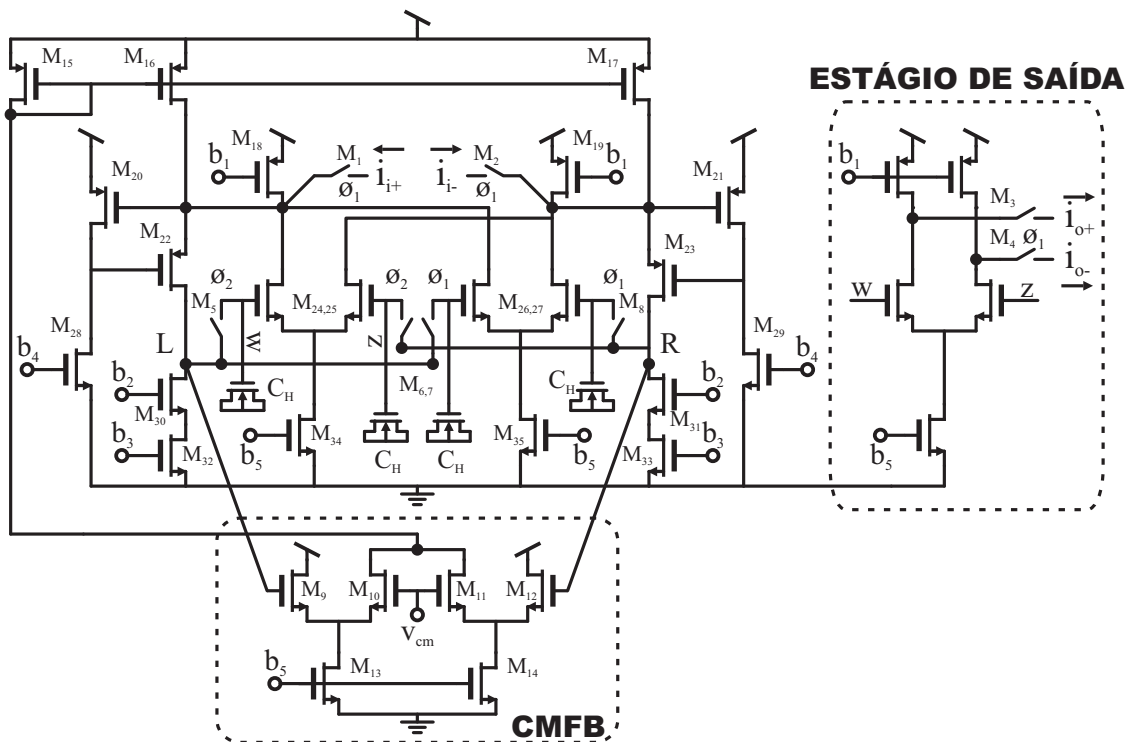 M15
M16
M17
ESTÁGIO DE SAÍDA
M18
M1
M2
M19
b1
ø1
ii+
ii-
ø1
b1
M20
M21
b1
M3
io+
M22
M23
M4
ø1
io-
ø2
M5
M24,25
ø2
ø1
M26,27
ø1
M8
w
z
M28
M29
L
w
z
R
b4
b4
b2
CH
M6,7
CH
b2
M30
M31
b3
M32
b5
M34
CH
CH
M35
b5
M33
b3
b5
M9
M10
M11
M12
vcm
b5
M13
M14
CMFB